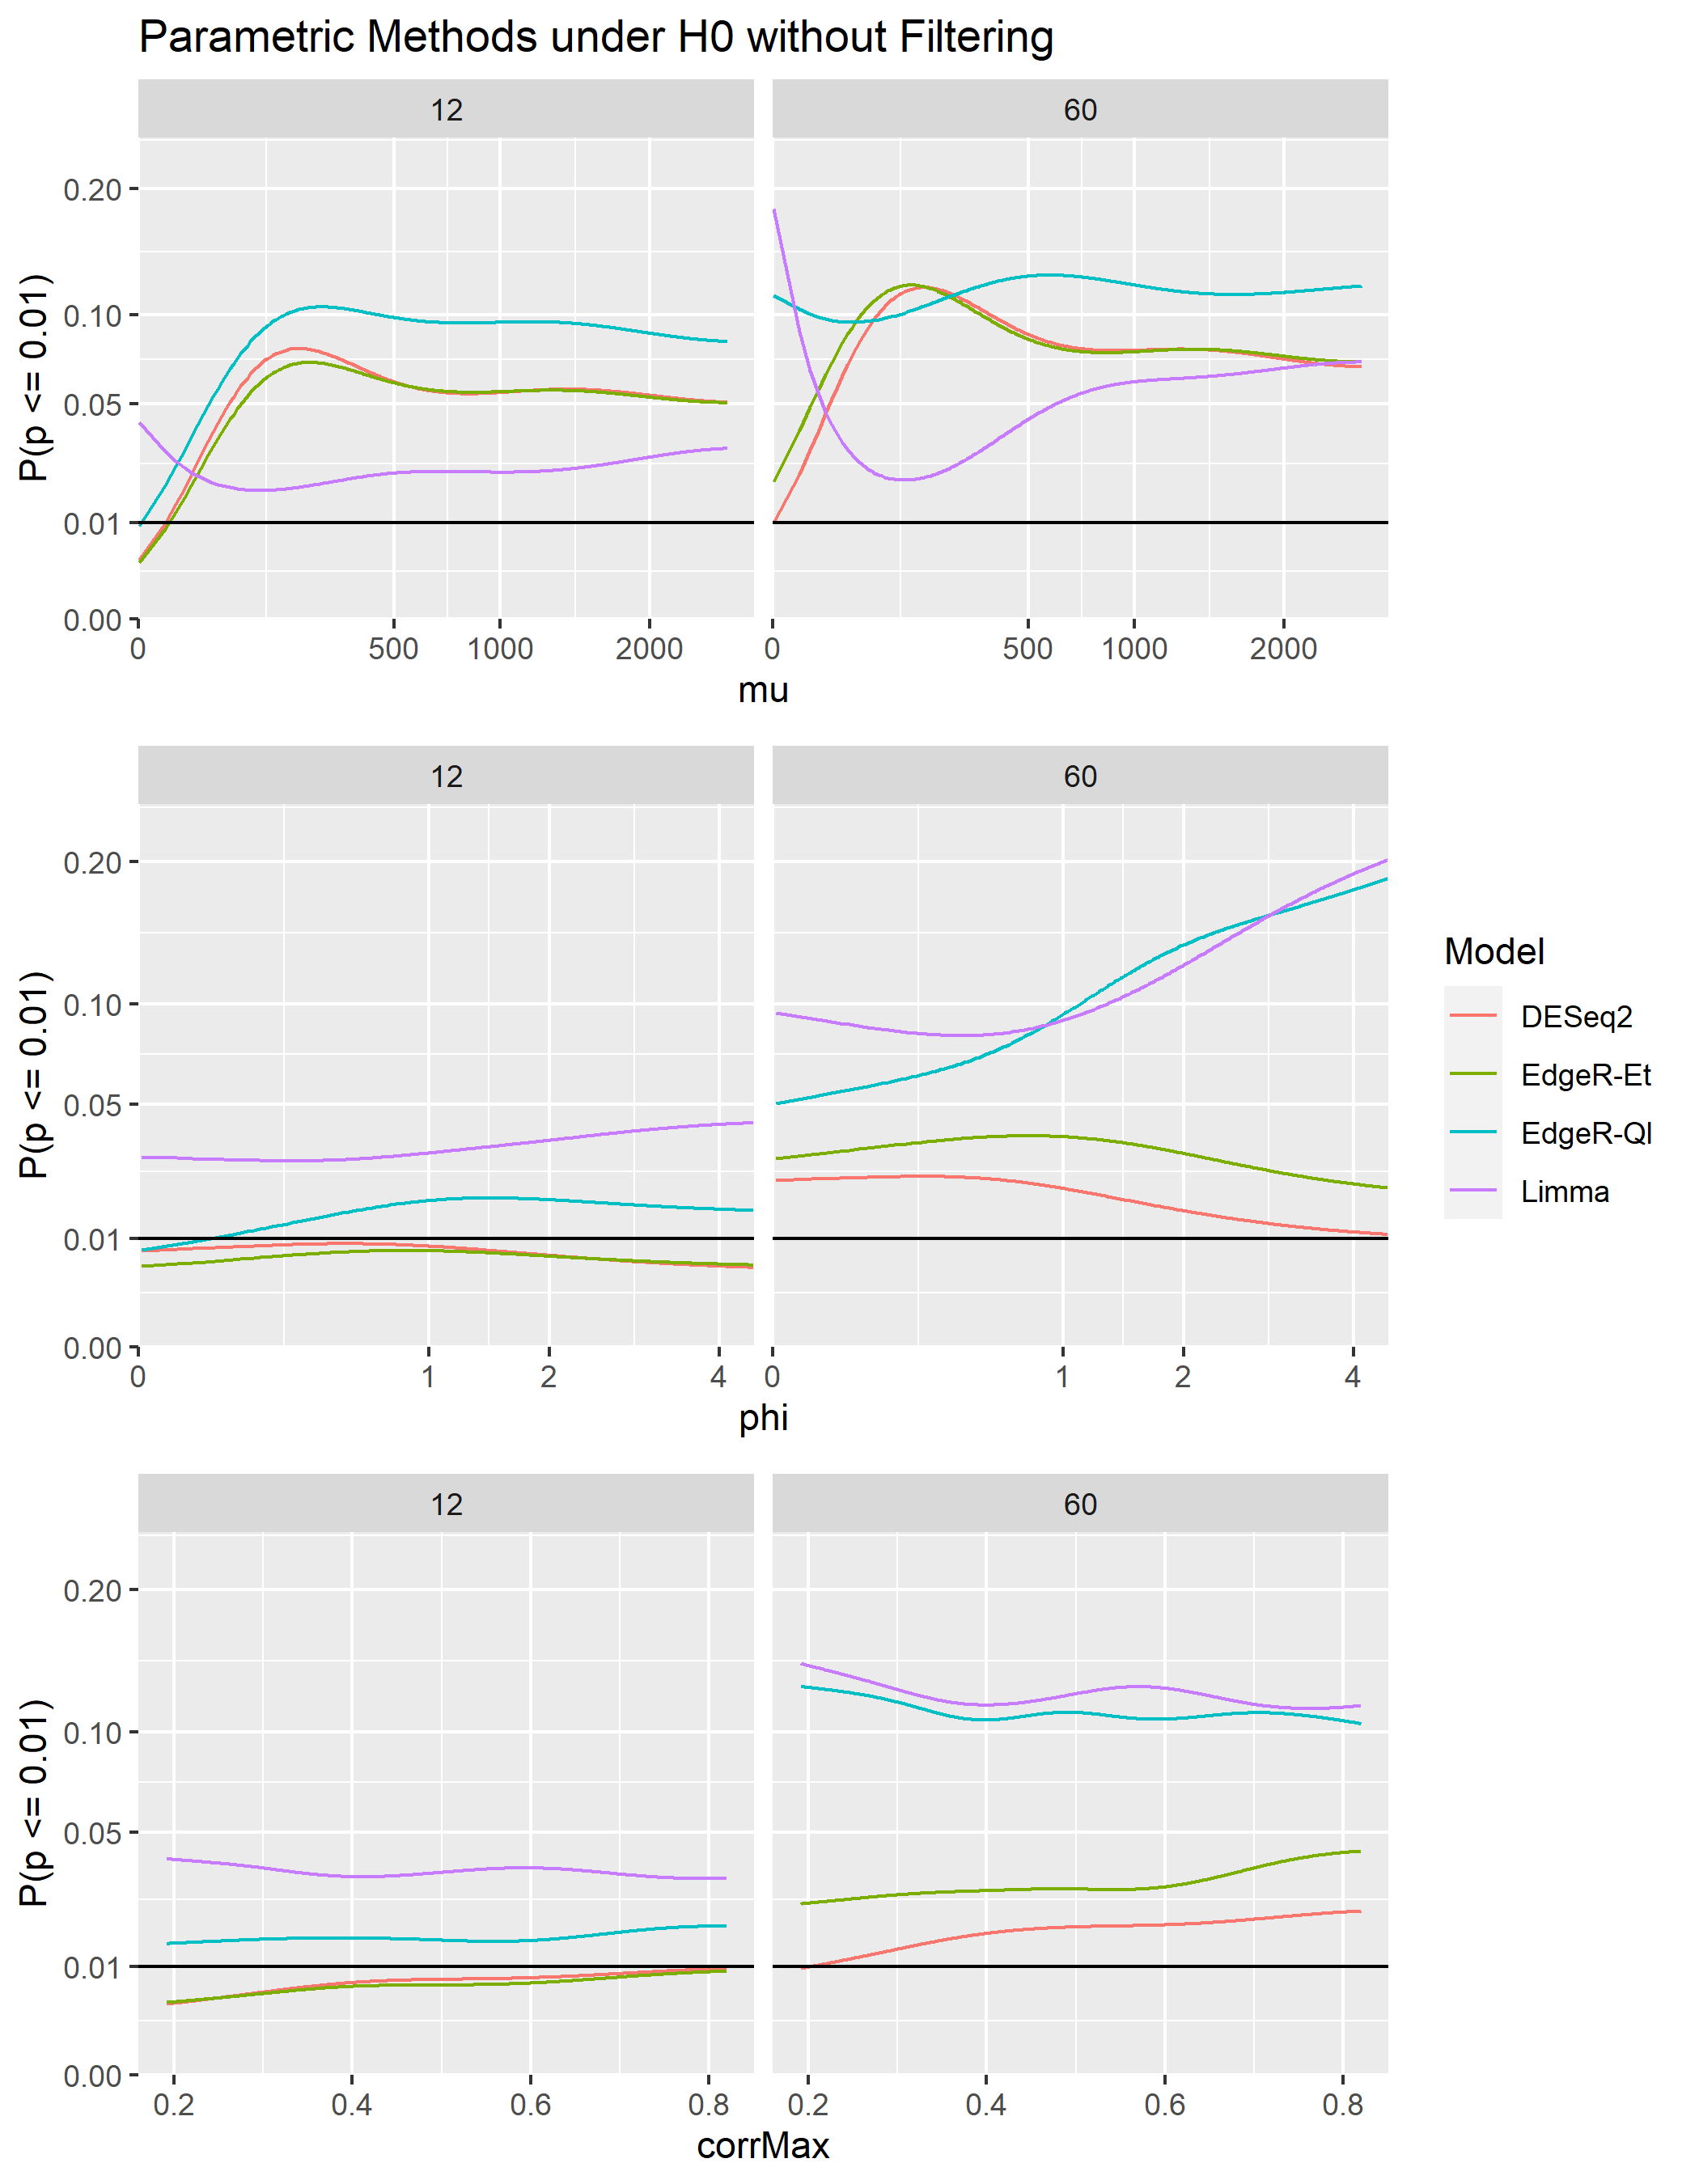 Parametric Methods under H0 without Filtering
12 60
P(p <= 0.01)
0.20
0.10
0.05
0.01
0.00
0 500 1000 2000 0 500 1000 2000
mu
12 60
P(p <= 0.01)
0.20
0.10
0.05
0.01
0.00
0 1 2 4 0 1 2 4
phi
12 60
P(p <= 0.01)
0.20
0.10
0.05
0.01
0.00
0.2 0.4 0.6 0.8 0.2 0.4 0.6 0.8
corrMax
Model
DESeq2
EdgeR-Et
EdgeR-Ql
Limma